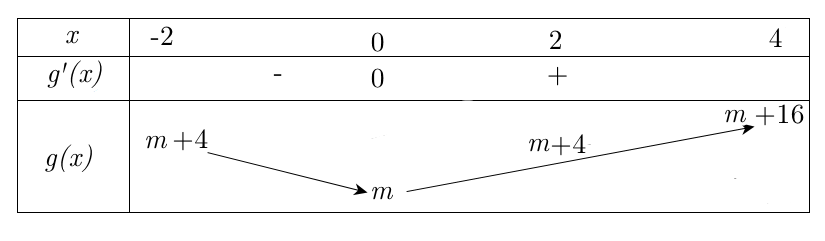 x -2 0 2 4
g'(x) - 0 +
m+16
m+4 m+4
g(x)
m